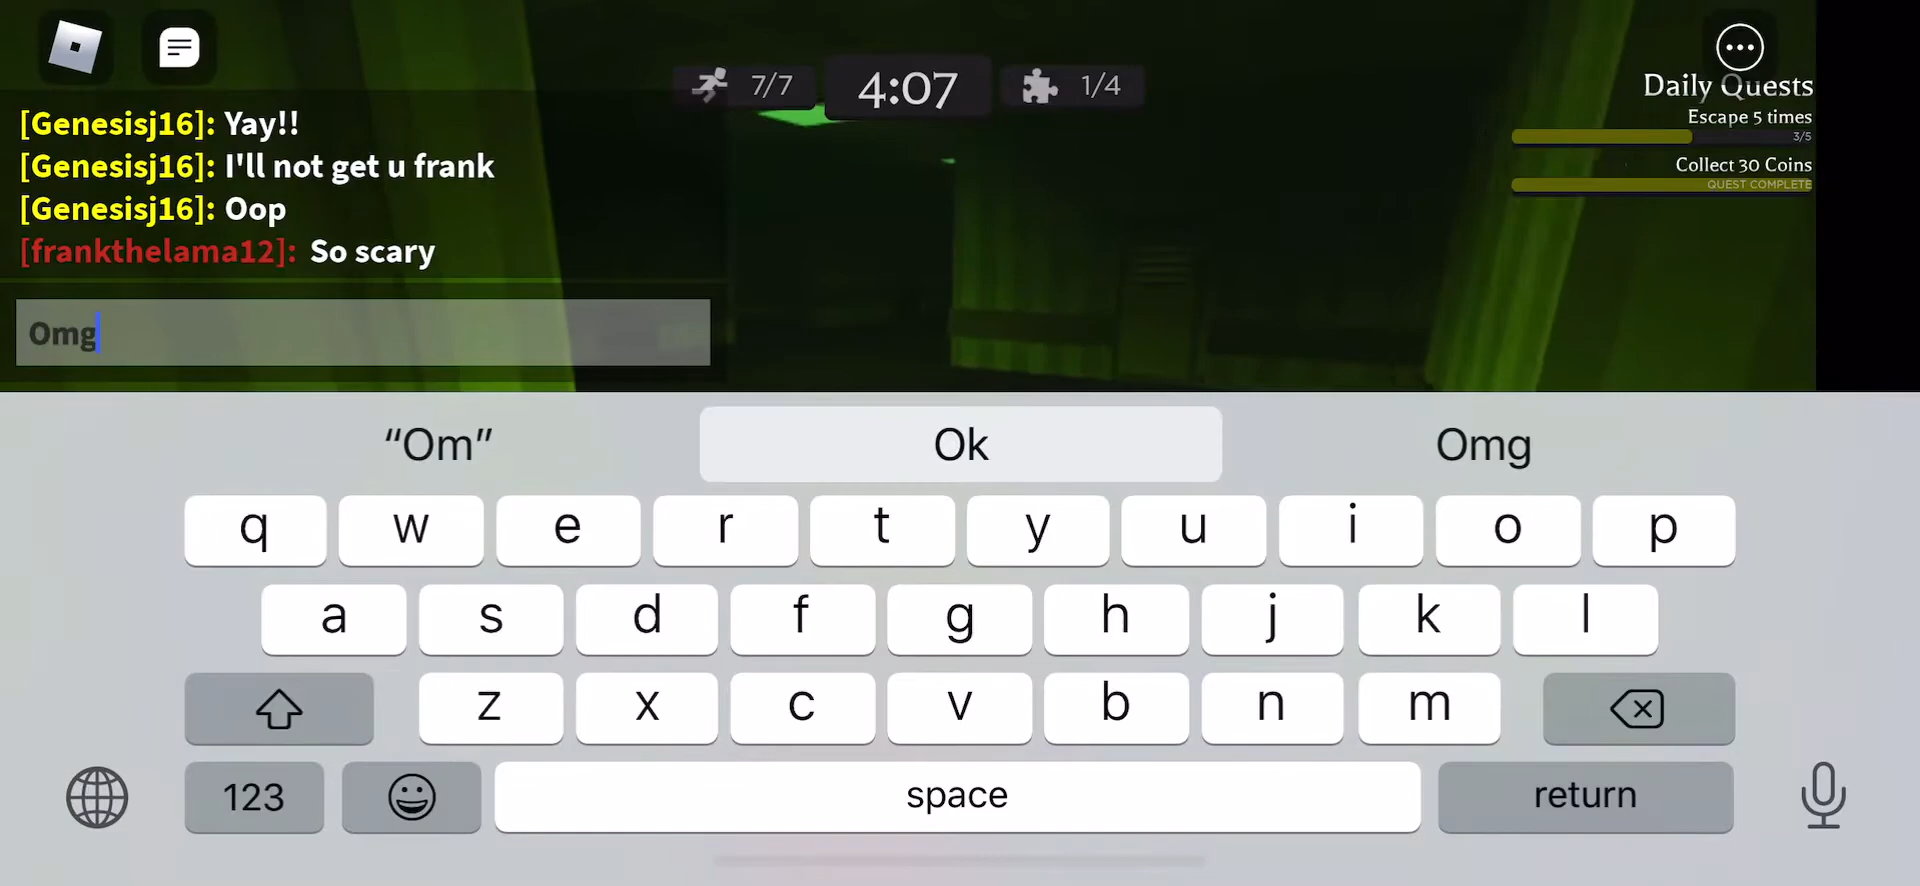 7/7
4:07
1/4
Daily Quests
Escape 5 times
3/5
Collect 30 Coins
QUEST COMPLETE
[Genesisj16]: Yay!!
[Genesisj16]: I'll not get u frank
[Genesisj16]: Oop
[frankthelama12]: So scary
Omg
“Om” Ok Omg
q w e r t y u i o p
a s d f g h j k l
z x c v b n m
123 space return